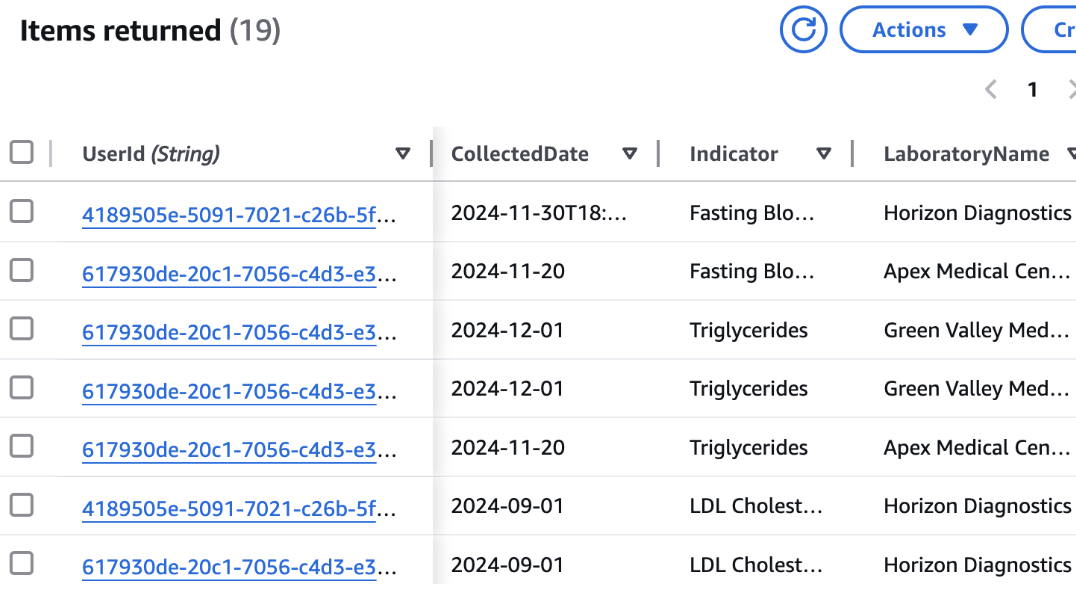 Items returned (19)
Actions
Cr
1
UserId (String) CollectedDate Indicator LaboratoryName
4189505e-5091-7021-c26b-5f... 2024-11-30T18:... Fasting Blo... Horizon Diagnostics
617930de-20c1-7056-c4d3-e3... 2024-11-20 Fasting Blo... Apex Medical Cen...
617930de-20c1-7056-c4d3-e3... 2024-12-01 Triglycerides Green Valley Med...
617930de-20c1-7056-c4d3-e3... 2024-12-01 Triglycerides Green Valley Med...
617930de-20c1-7056-c4d3-e3... 2024-11-20 Triglycerides Apex Medical Cen...
4189505e-5091-7021-c26b-5f... 2024-09-01 LDL Cholest... Horizon Diagnostics
617930de-20c1-7056-c4d3-e3... 2024-09-01 LDL Cholest... Horizon Diagnostics